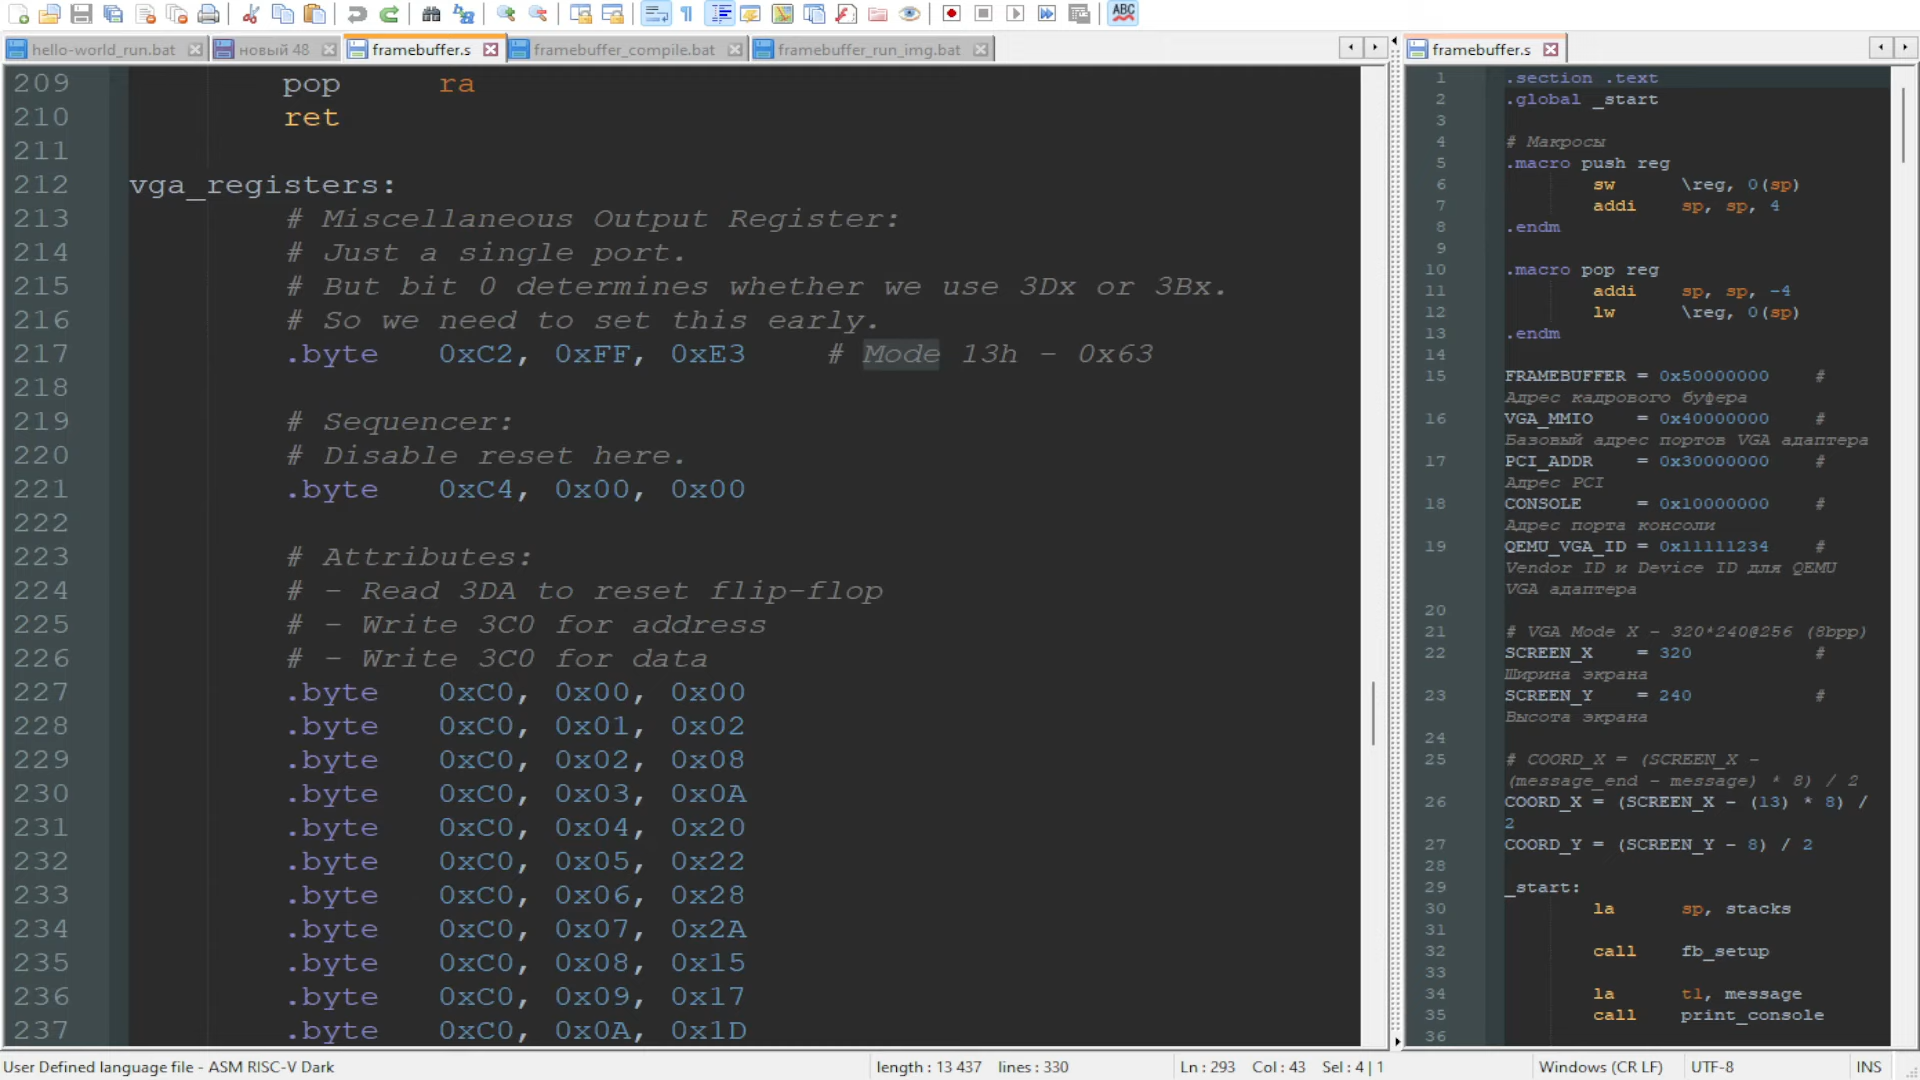 ABC
hello-world_run.bat
новый 48
framebuffer.s
framebuffer_compile.bat
framebuffer_run_img.bat
framebuffer.s
209 pop ra
210 ret
211
212 vga_registers:
213 # Miscellaneous Output Register:
214 # Just a single port.
215 # But bit 0 determines whether we use 3Dx or 3Bx.
216 # So we need to set this early.
217 .byte 0xC2, 0xFF, 0xE3 # Mode 13h - 0x63
218
219 # Sequencer:
220 # Disable reset here.
221 .byte 0xC4, 0x00, 0x00
222
223 # Attributes:
224 # - Read 3DA to reset flip-flop
225 # - Write 3C0 for address
226 # - Write 3C0 for data
227 .byte 0xC0, 0x00, 0x00
228 .byte 0xC0, 0x01, 0x02
229 .byte 0xC0, 0x02, 0x08
230 .byte 0xC0, 0x03, 0x0A
231 .byte 0xC0, 0x04, 0x20
232 .byte 0xC0, 0x05, 0x22
233 .byte 0xC0, 0x06, 0x28
234 .byte 0xC0, 0x07, 0x2A
235 .byte 0xC0, 0x08, 0x15
236 .byte 0xC0, 0x09, 0x17
237 .byte 0xC0, 0x0A, 0x1D
1 .section .text
2 .global _start
3
4 # Макросы
5 .macro push reg
6 sw \reg, 0(sp)
7 addi sp, sp, 4
8 .endm
9
10 .macro pop reg
11 addi sp, sp, -4
12 lw \reg, 0(sp)
13 .endm
14
15 FRAMEBUFFER = 0x50000000 #
Адрес кадрового буфера
16 VGA_MMIO = 0x40000000 #
Базовый адрес портов VGA адаптера
17 PCI_ADDR = 0x30000000 #
Адрес PCI
18 CONSOLE = 0x10000000 #
Адрес порта консоли
19 QEMU_VGA_ID = 0x11111234 #
Vendor ID и Device ID для QEMU
VGA адаптера
20
21 # VGA Mode X - 320*240@256 (8bpp)
22 SCREEN_X = 320 #
Ширина экрана
23 SCREEN_Y = 240 #
Высота экрана
24
25 # COORD_X = (SCREEN_X -
(message_end - message) * 8) / 2
26 COORD_X = (SCREEN_X - (13) * 8) /
2
27 COORD_Y = (SCREEN_Y - 8) / 2
28
29 _start:
30 la sp, stacks
31
32 call fb_setup
33
34 la t1, message
35 call print_console
36
User Defined language file - ASM RISC-V Dark
length : 13 437 lines : 330
Ln : 293 Col : 43 Sel : 4 | 1
Windows (CR LF)
UTF-8
INS